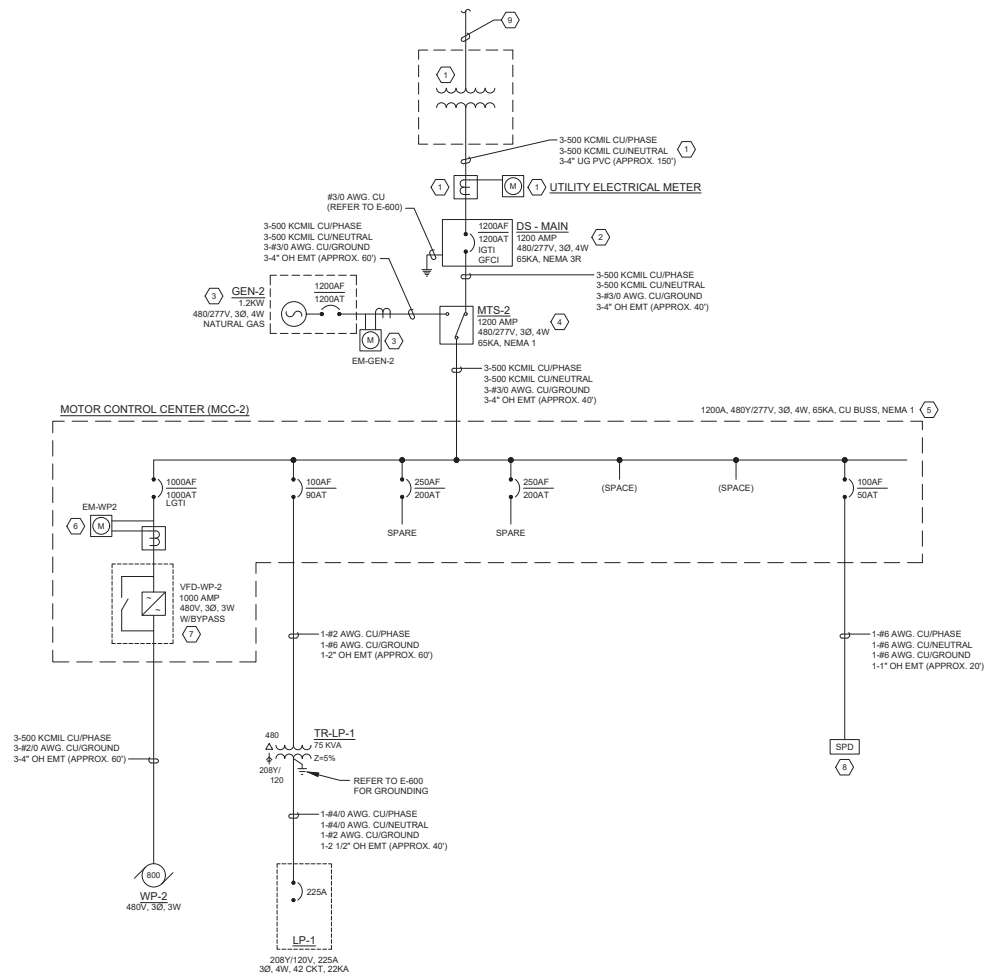 9
1
3-500 KCMIL CU/PHASE
3-500 KCMIL CU/NEUTRAL
3-4" UG PVC (APPROX. 150')
1
1
M
1
UTILITY ELECTRICAL METER
#3/0 AWG. CU
(REFER TO E-600)
1200AF
1200AT
IGTI
GFCI
DS - MAIN
1200 AMP
480/277V, 3Ø, 4W
65KA, NEMA 3R
2
3-500 KCMIL CU/PHASE
3-500 KCMIL CU/NEUTRAL
3-#3/0 AWG. CU/GROUND
3-4" OH EMT (APPROX. 60')
3-500 KCMIL CU/PHASE
3-500 KCMIL CU/NEUTRAL
3-#3/0 AWG. CU/GROUND
3-4" OH EMT (APPROX. 40')
3
GEN-2
1.2KW
480/277V, 3Ø, 4W
NATURAL GAS
1200AF
1200AT
M
3
EM-GEN-2
MTS-2
1200 AMP
480/277V, 3Ø, 4W
65KA, NEMA 1
4
3-500 KCMIL CU/PHASE
3-500 KCMIL CU/NEUTRAL
3-#3/0 AWG. CU/GROUND
3-4" OH EMT (APPROX. 40')
MOTOR CONTROL CENTER (MCC-2)
1200A, 480Y/277V, 3Ø, 4W, 65KA, CU BUSS, NEMA 1
5
1000AF
1000AT
LGTI
100AF
90AT
250AF
200AT
SPARE
250AF
200AT
SPARE
(SPACE)
(SPACE)
100AF
50AT
EM-WP2
6
M
VFD-WP-2
1000 AMP
480V, 3Ø, 3W
W/BYPASS
7
~
~
1-#2 AWG. CU/PHASE
1-#6 AWG. CU/GROUND
1-2" OH EMT (APPROX. 60')
1-#6 AWG. CU/PHASE
1-#6 AWG. CU/NEUTRAL
1-#6 AWG. CU/GROUND
1-1" OH EMT (APPROX. 20')
3-500 KCMIL CU/PHASE
3-#2/0 AWG. CU/GROUND
3-4" OH EMT (APPROX. 60')
480
208Y/
120
TR-LP-1
75 KVA
Z=5%
REFER TO E-600
FOR GROUNDING
SPD
8
1-#4/0 AWG. CU/PHASE
1-#4/0 AWG. CU/NEUTRAL
1-#2 AWG. CU/GROUND
1-2 1/2" OH EMT (APPROX. 40')
800
WP-2
480V, 3Ø, 3W
225A
LP-1
208Y/120V, 225A
3Ø, 4W, 42 CKT, 22KA